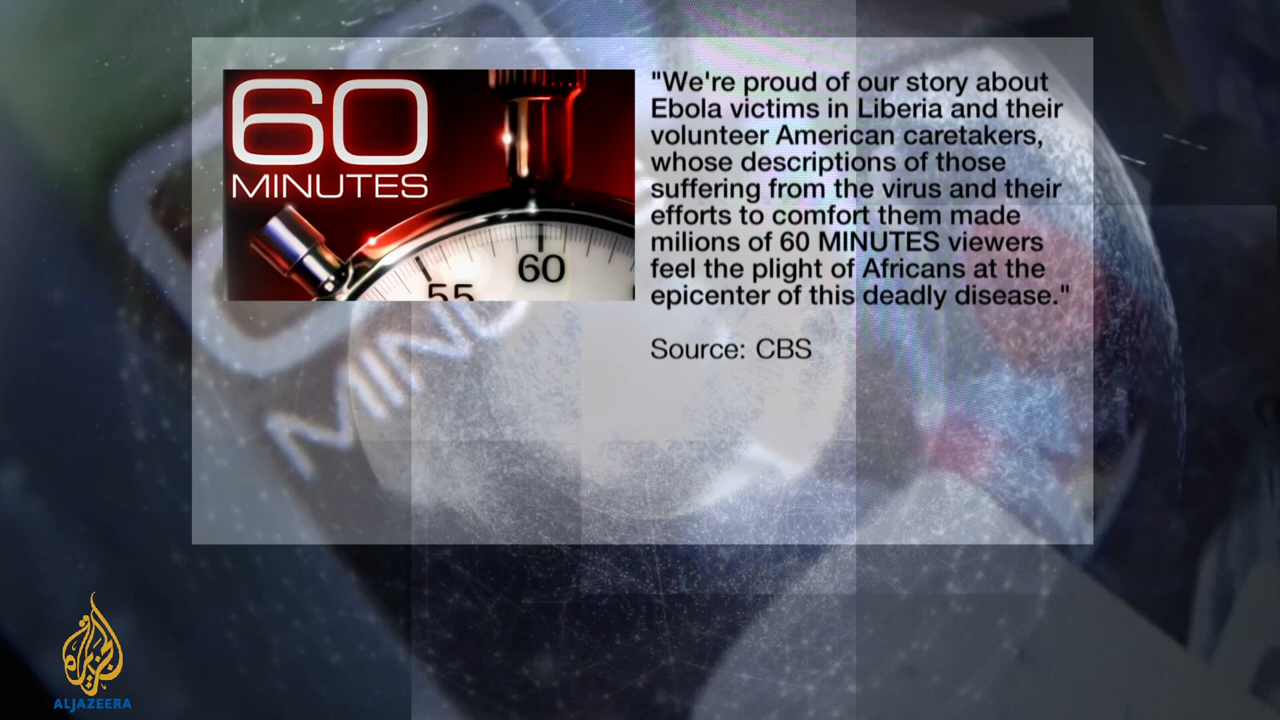 60
MINUTES
60
55
"We're proud of our story about
Ebola victims in Liberia and their
volunteer American caretakers,
whose descriptions of those
suffering from the virus and their
efforts to comfort them made
milions of 60 MINUTES viewers
feel the plight of Africans at the
epicenter of this deadly disease."
Source: CBS
MIND
الجزيرة
ALJAZEERA